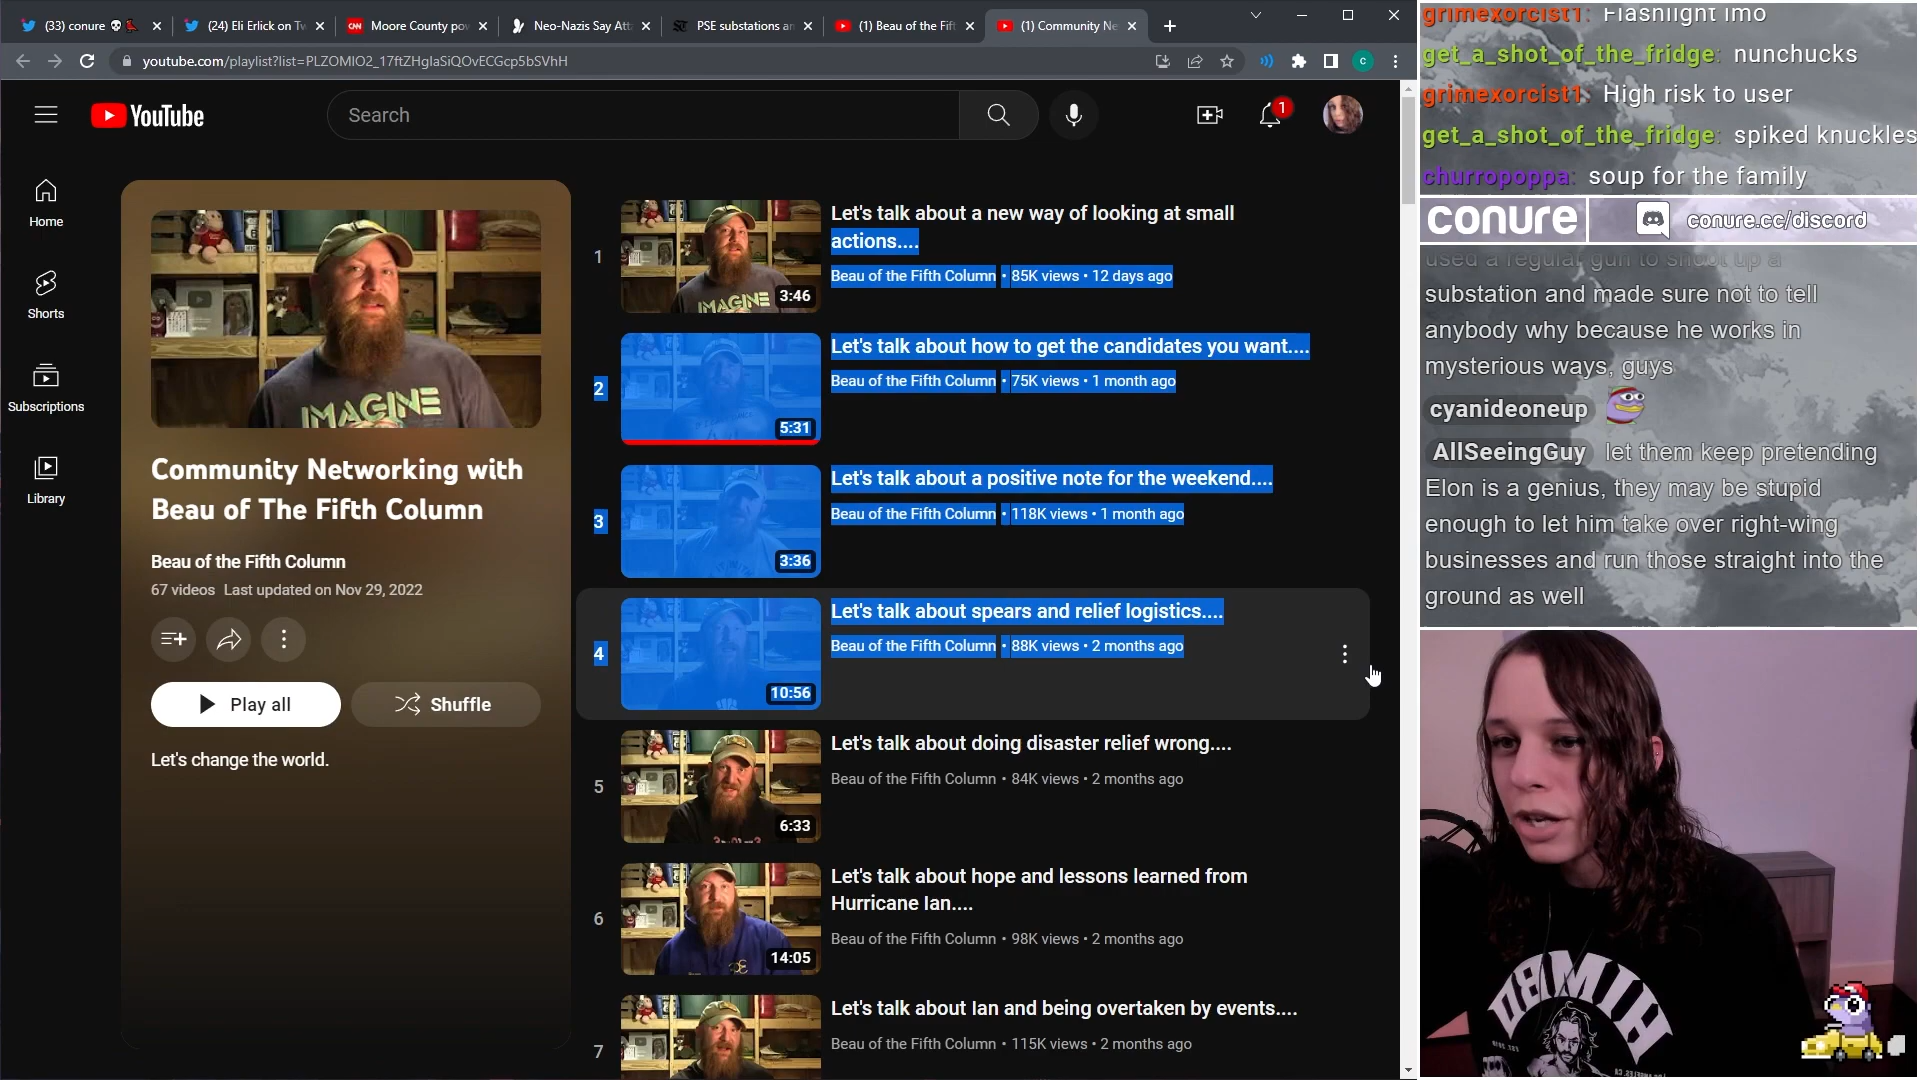 (33) conure 💀
(24) Eli Erlick on Tw
CNN Moore County pow
Neo-Nazis Say Atta
PSE substations an
(1) Beau of the Fift
(1) Community Ne
youtube.com/playlist?list=PLZOMIO2_17ftZHglaSiQOvECGcp5bSVhH
C
YouTube
Search
1
Home
Shorts
Subscriptions
Library
IMAGINE
Community Networking with
Beau of The Fifth Column
Beau of the Fifth Column
67 videos Last updated on Nov 29, 2022
Play all
Shuffle
Let's change the world.
1
IMAGINE
3:46
Let's talk about a new way of looking at small
actions....
Beau of the Fifth Column • 85K views • 12 days ago
2
5:31
Let's talk about how to get the candidates you want....
Beau of the Fifth Column • 75K views • 1 month ago
3
3:36
Let's talk about a positive note for the weekend....
Beau of the Fifth Column • 118K views • 1 month ago
4
10:56
Let's talk about spears and relief logistics....
Beau of the Fifth Column • 88K views • 2 months ago
5
6:33
Let's talk about doing disaster relief wrong....
Beau of the Fifth Column • 84K views • 2 months ago
6
14:05
Let's talk about hope and lessons learned from
Hurricane Ian....
Beau of the Fifth Column • 98K views • 2 months ago
7
Let's talk about Ian and being overtaken by events....
Beau of the Fifth Column • 115K views • 2 months ago
grimexorcist1: Flashlight imo
get_a_shot_of_the_fridge: nunchucks
grimexorcist1: High risk to user
get_a_shot_of_the_fridge: spiked knuckles
churropoppa: soup for the family
conure
conure.cc/discord
used a regular gun to shoot up a
substation and made sure not to tell
anybody why because he works in
mysterious ways, guys
cyanideoneup
AllSeeingGuy let them keep pretending
Elon is a genius, they may be stupid
enough to let him take over right-wing
businesses and run those straight into the
ground as well
HIMBO